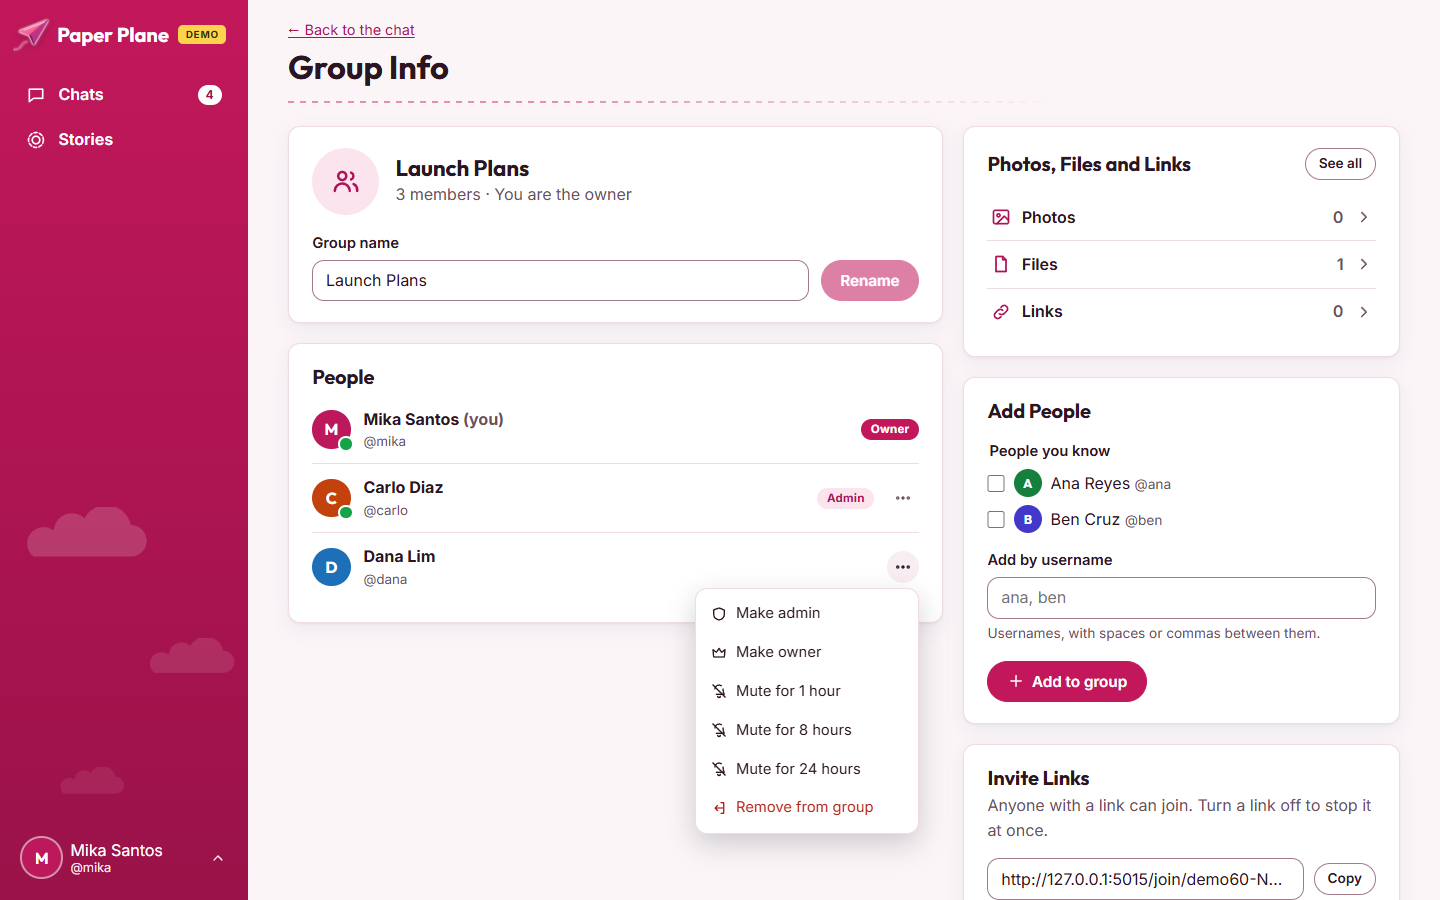 Paper Plane DEMO
Chats 4
Stories
← Back to the chat
Group Info
Launch Plans
3 members · You are the owner
Group name
Launch Plans
Rename
People
M
Mika Santos (you)
@mika
Owner
C
Carlo Diaz
@carlo
Admin
D
Dana Lim
@dana
Make admin
Make owner
Mute for 1 hour
Mute for 8 hours
Mute for 24 hours
Remove from group
Photos, Files and Links
See all
Photos 0
Files 1
Links 0
Add People
People you know
A Ana Reyes @ana
B Ben Cruz @ben
Add by username
ana, ben
Usernames, with spaces or commas between them.
Add to group
Invite Links
Anyone with a link can join. Turn a link off to stop it
at once.
http://127.0.0.1:5015/join/demo60-N...
Copy
M
Mika Santos
@mika